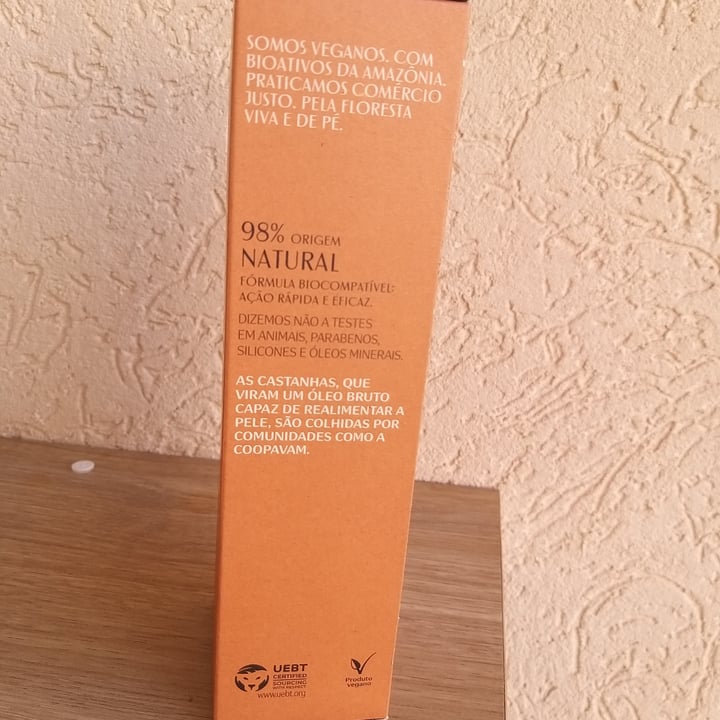 SOMOS VEGANOS. COM
BIOATIVOS DA AMAZÔNIA.
PRATICAMOS COMÉRCIO
JUSTO. PELA FLORESTA
VIVA E DE PÉ.
98% ORIGEM
NATURAL
FÓRMULA BIOCOMPATÍVEL:
AÇÃO RÁPIDA E EFICAZ.
DIZEMOS NÃO A TESTES
EM ANIMAIS, PARABENOS,
SILICONES E ÓLEOS MINERAIS.
AS CASTANHAS, QUE
VIRAM UM ÓLEO BRUTO
CAPAZ DE REALIMENTAR A
PELE, SÃO COLHIDAS POR
COMUNIDADES COMO A
COOPAVAM.
UEBT
CERTIFIED
SOURCING
WITH RESPECT
www.uebt.org
Produto
vegano